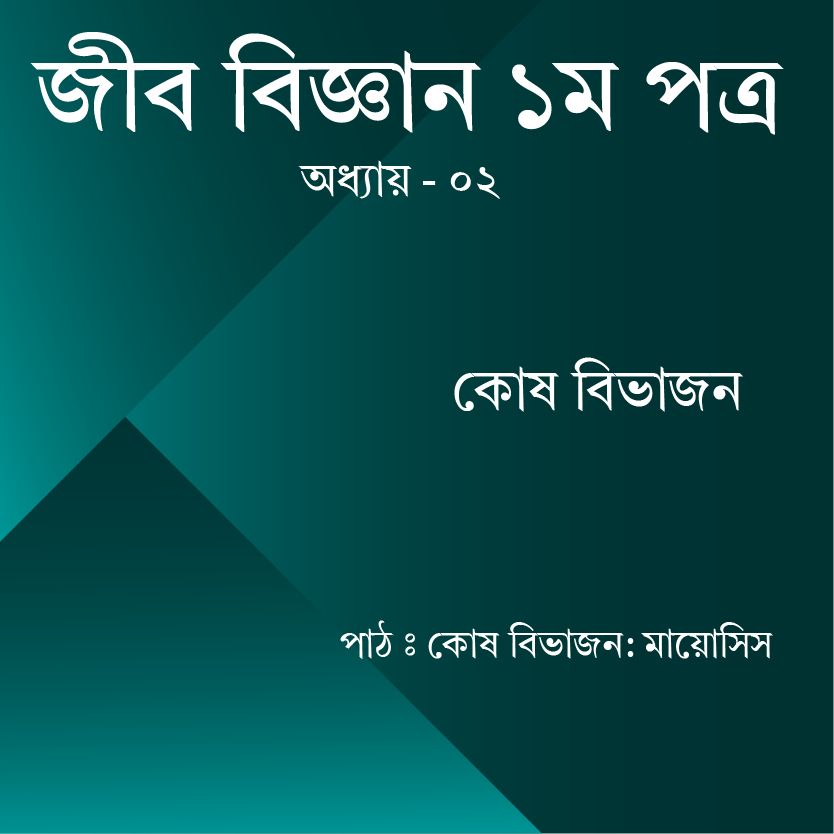 জীব বিজ্ঞান ১ম পত্র
অধ্যায় - ০২
কোষ বিভাজন
পাঠ ঃ কোষ বিভাজন: মায়োসিস